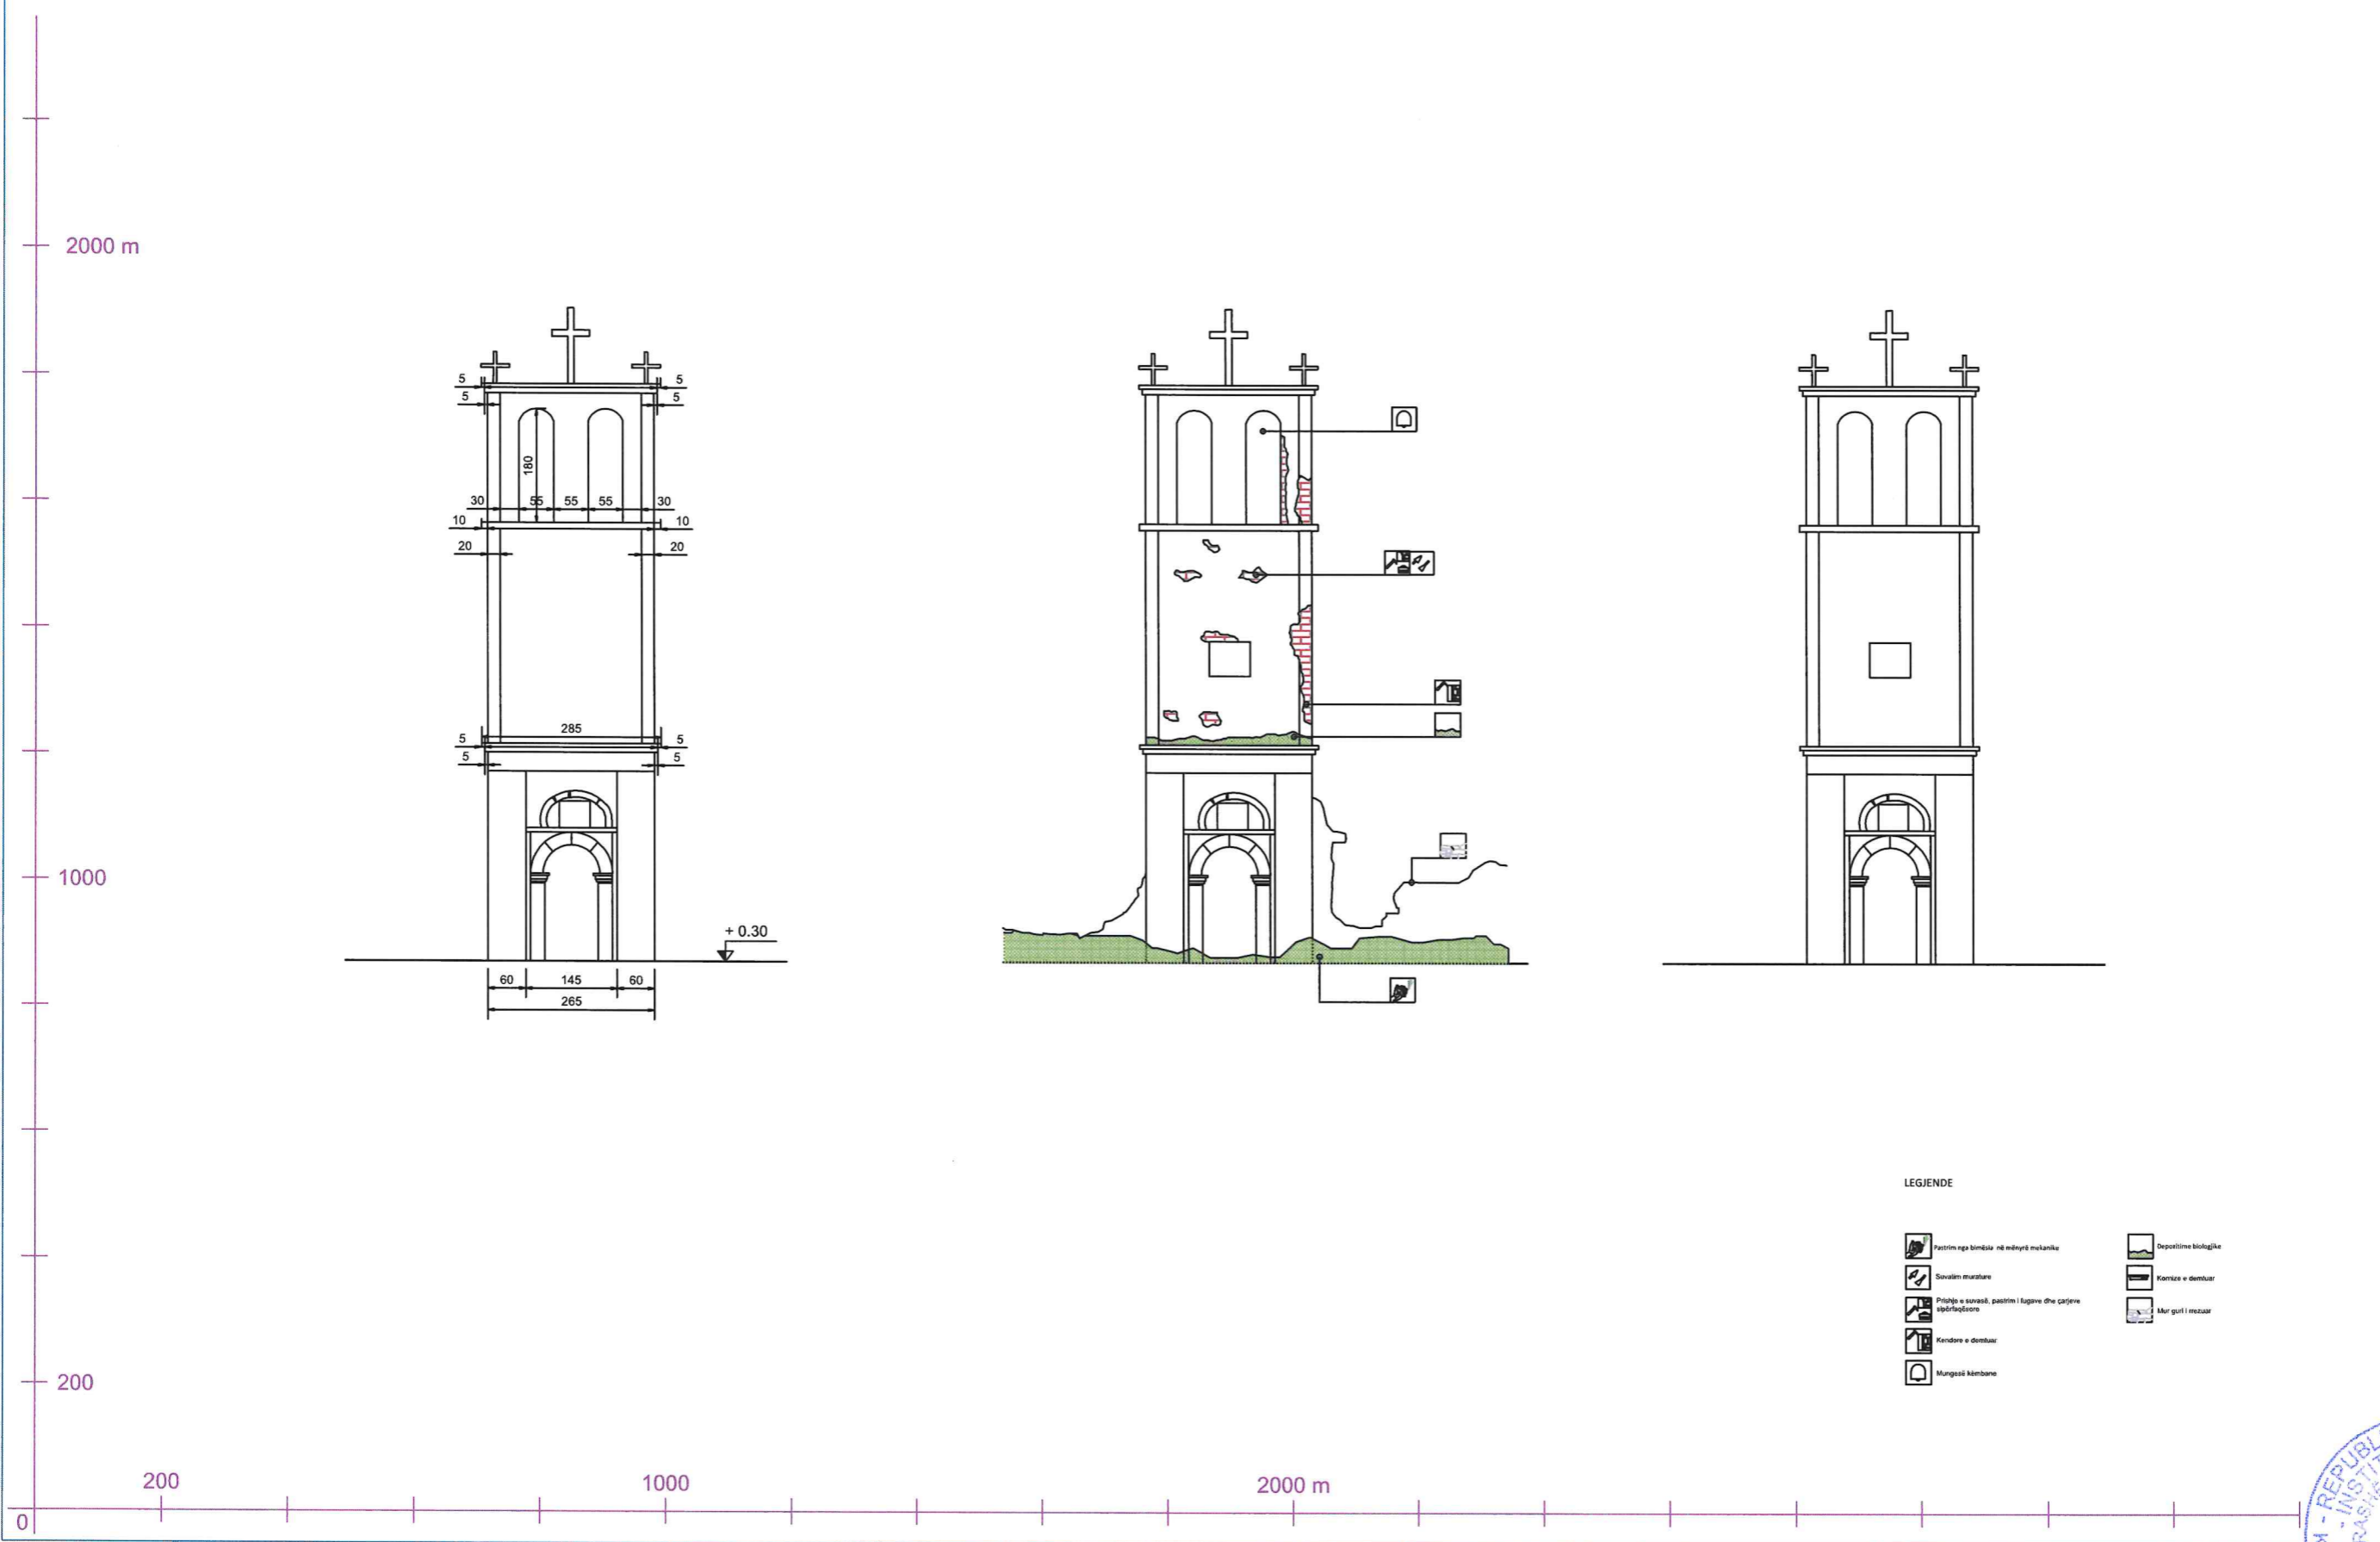 2000 m
1000
200
0
200
1000
2000 m
5
5
5
5
180
30
55
55
55
30
10
10
20
20
285
5
5
5
5
+ 0.30
60
145
60
265
LEGJENDE
Pastrim nga bimësia në mënyrë mekanike
Suvatim murature
Prishje e suvasë, pastrim i fugave dhe çarjeve
sipërfaqësore
Kendore e demtuar
Mungesë këmbane
Depozitime biologjike
Kornize e demtuar
Mur guri i rrezuar
REPUBL
- INSTIT